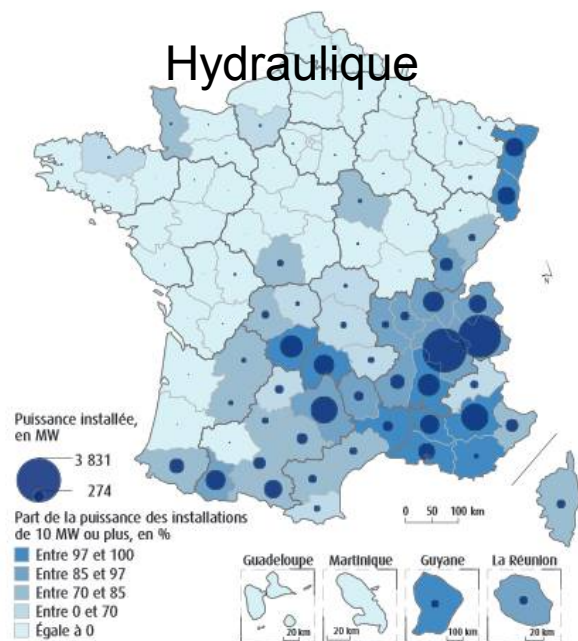 Hydraulique
Puissance installée,
en MW
3 831
274
Part de la puissance des installations
de 10 MW ou plus, en %
Entre 97 et 100
Entre 85 et 97
Entre 70 et 85
Entre 0 et 70
Égale à 0
N
0 50 100 km
Guadeloupe
Martinique
Guyane
La Réunion
20 km
20 km
100 km
20 km